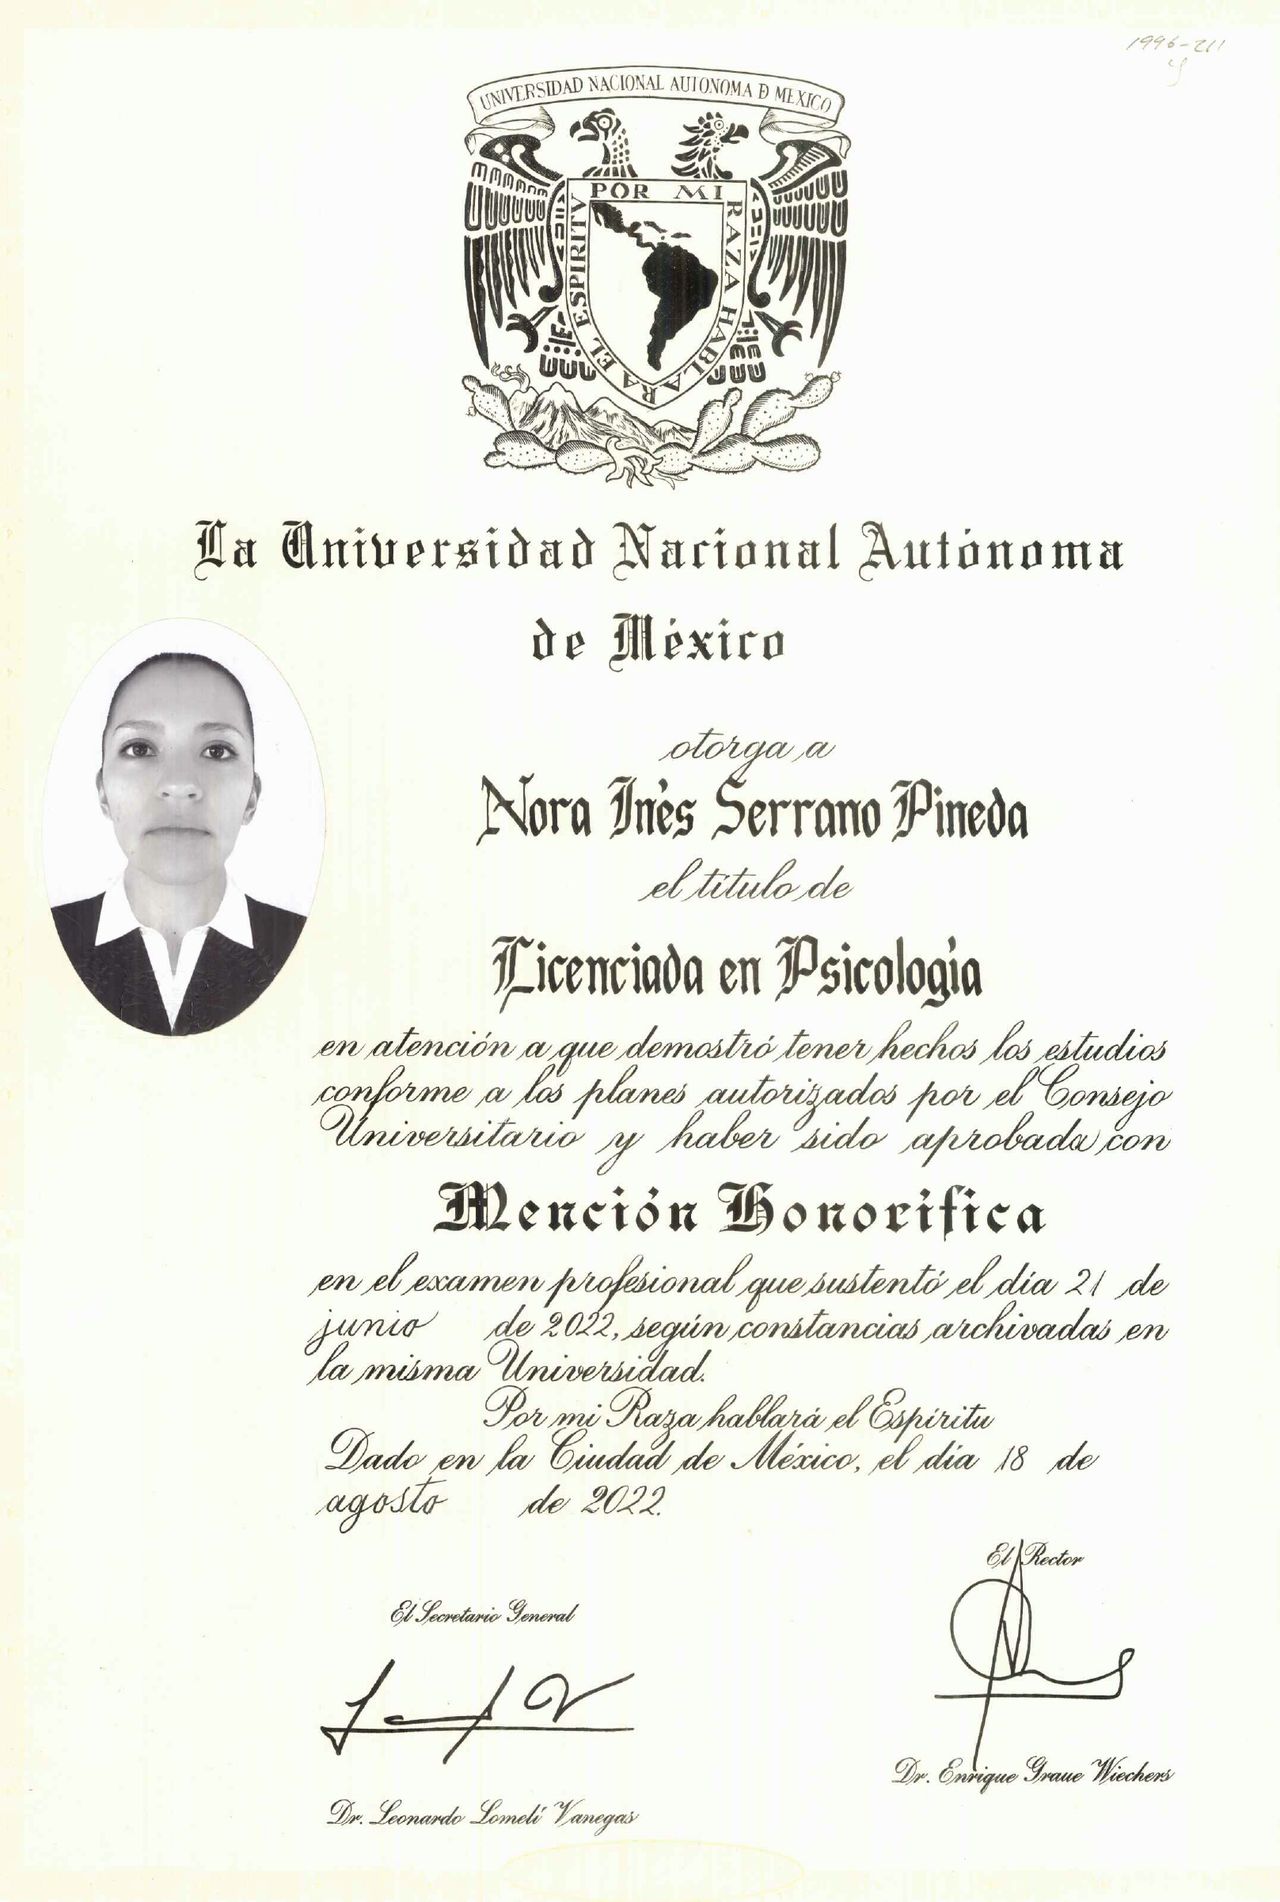 1996-211
UNIVERSIDAD NACIONAL AUTONOMA D MEXICO
POR MI RAZA HABLARA EL ESPIRITV
La Universidad Nacional Autónoma
de México
otorga a
Nora Inés Serrano Pineda
el título de
Licenciada en Psicología
en atención a que demostró tener hechos los estudios
conforme a los planes autorizados por el Consejo
Universitario y haber sido aprobada con
Mención Honorífica
en el examen profesional que sustentó el día 21 de
junio de 2022, según constancias archivadas en
la misma Universidad.
Por mi Raza hablará el Espíritu
Dado en la Ciudad de México, el día 18 de
agosto de 2022.
El Rector
El Secretario General
Dr. Enrique Graue Wiechers
Dr. Leonardo Lomelí Vanegas